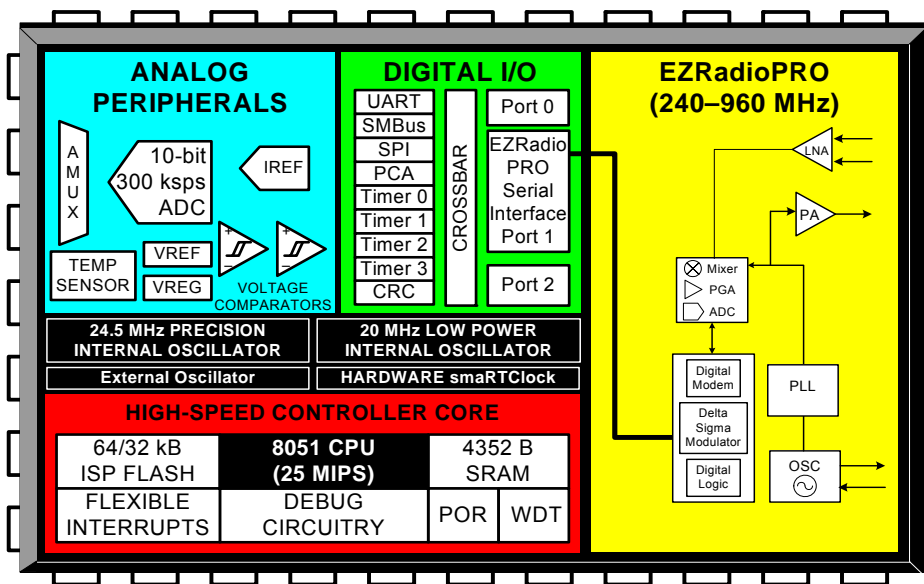 ANALOG
PERIPHERALS
A
M
U
X
10-bit
300 ksps
ADC
IREF
TEMP
SENSOR
VREF
VREG
+
–
+
–
VOLTAGE
COMPARATORS
DIGITAL I/O
UART
SMBus
SPI
PCA
Timer 0
Timer 1
Timer 2
Timer 3
CRC
CROSSBAR
Port 0
EZRadio
PRO
Serial
Interface
Port 1
Port 2
EZRadioPRO
(240–960 MHz)
LNA
PA
Mixer
PGA
ADC
Digital
Modem
Delta
Sigma
Modulator
Digital
Logic
PLL
OSC
24.5 MHz PRECISION
INTERNAL OSCILLATOR
20 MHz LOW POWER
INTERNAL OSCILLATOR
External Oscillator
HARDWARE smaRTClock
HIGH-SPEED CONTROLLER CORE
64/32 kB
ISP FLASH
8051 CPU
(25 MIPS)
4352 B
SRAM
FLEXIBLE
INTERRUPTS
DEBUG
CIRCUITRY
POR
WDT